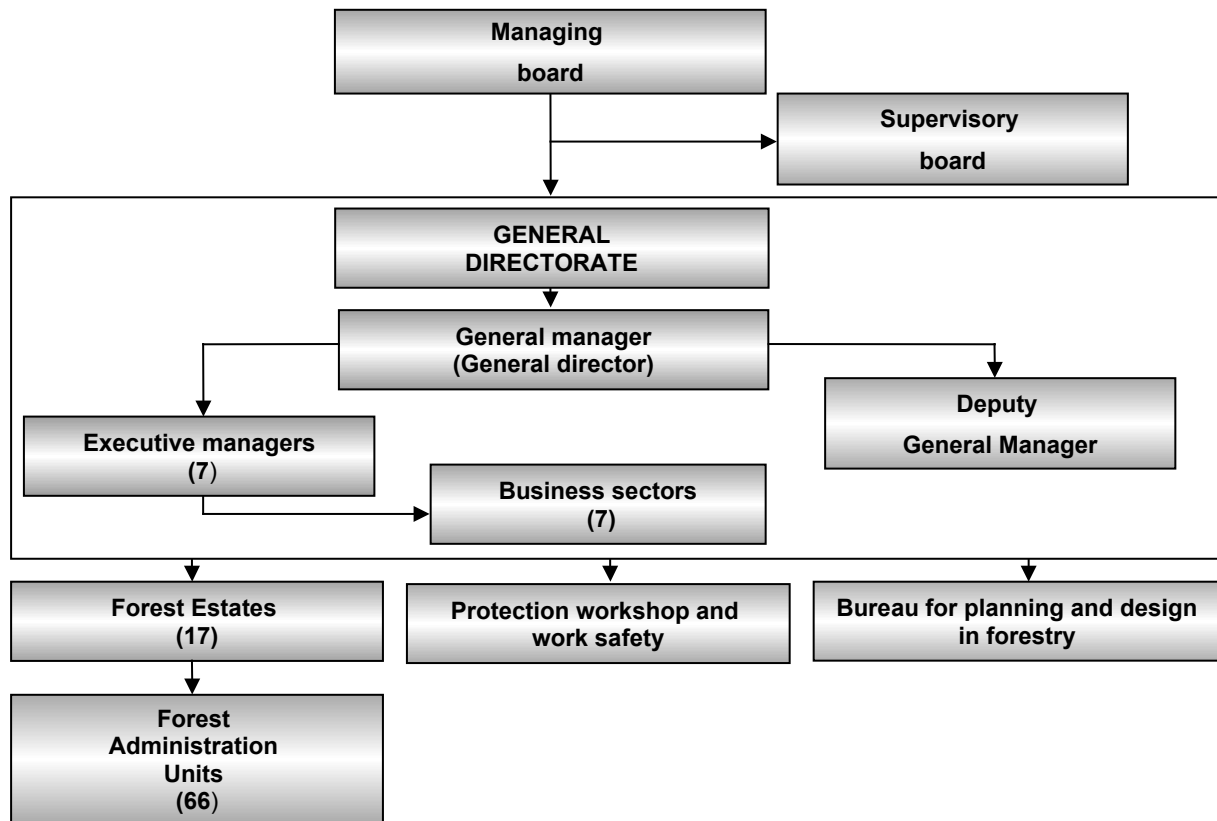 Managing
board
Supervisory
board
GENERAL
DIRECTORATE
General manager
(General director)
Deputy
General Manager
Executive managers
(7)
Business sectors
(7)
Forest Estates
(17)
Protection workshop and
work safety
Bureau for planning and design
in forestry
Forest
Administration
Units
(66)